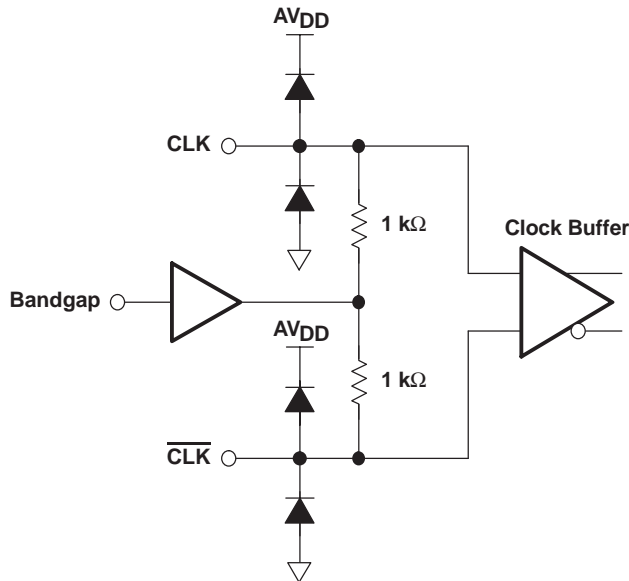 AVDD
CLK
1 kΩ
Clock Buffer
Bandgap
AVDD
1 kΩ
CLK